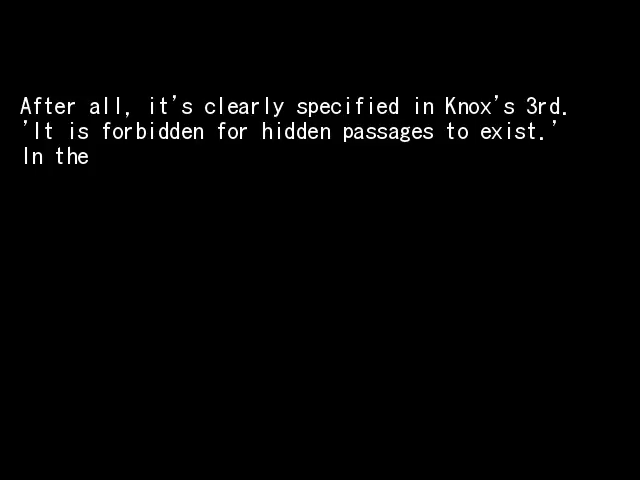 After all, it's clearly specified in Knox's 3rd.
'It is forbidden for hidden passages to exist.'
In the